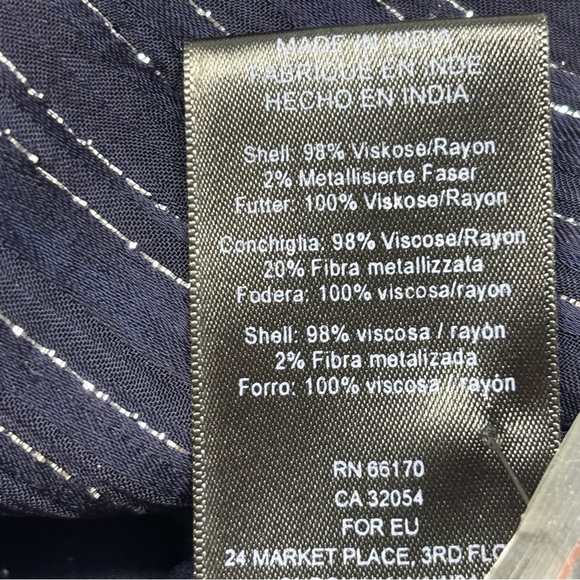 MADE IN INDIA
FABRIQUE EN INDE
HECHO EN INDIA
Shell: 98% Viskose/Rayon
2% Metallisierte Faser
Futter: 100% Viskose/Rayon
Conchiglia: 98% Viscose/Rayon
20% Fibra metallizzata
Fodera: 100% viscosa/rayon
Shell: 98% viscosa / rayón
2% Fibra metalizada
Forro: 100% viscosa / rayón
RN 66170
CA 32054
FOR EU
24 MARKET PLACE, 3RD FLO